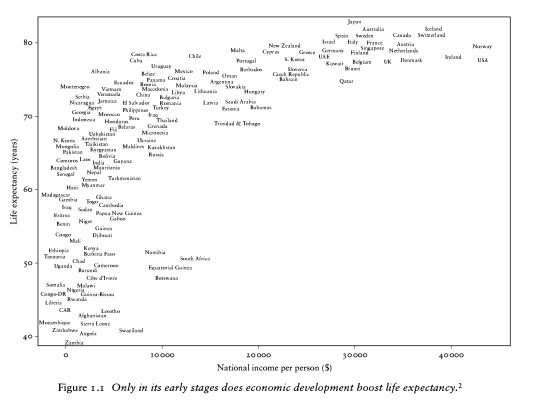 Japan
Australia
Iceland
Spain Sweden Canada Switzerland
Israel Italy France Austria
80 Malta New Zealand Singapore Norway
Cyprus Greece Finland Netherlands
Costa Rica Chile UAE
Cuba Portugal S. Korea Kuwait Belgium UK Denmark Ireland USA
Uruguay Barbados Slovenia Brunei
Albania Belize Mexico Poland Czech Republic
Panama Croatia Oman Bahrain
Ecuador Bosnia Argentina Qatar
Montenegro Macedonia Malaysia Slovakia
Vietnam Libya Lithuania Hungary
Serbia Venezuela China Bulgaria
Nicaragua Jamaica El Salvador Romania Latvia Saudi Arabia
Egypt Turkey Estonia Bahamas
Georgia Morocco Philippines Iraq
70 Indonesia Honduras Peru Thailand
Moldova Fiji Belarus Grenada Trinidad & Tobago
Uzbekistan Micronesia
N. Korea Azerbaijan Ukraine
Mongolia Tajikistan Maldives Kazakhstan
Pakistan Kyrgyzstan
Bolivia Russia
Comoros Laos India Guyana
Bangladesh Mauritania
Senegal Nepal
Yemen Turkmenistan
60 Haiti Myanmar
Madagascar
Gambia Ghana
Togo
Iraq Sudan Cambodia
Eritrea Papua New Guinea
Benin Niger Gabon
Guinea
Congo Djibouti
Mali
Ethiopia Kenya
Tanzania Burkina Faso Namibia
50 Chad South Africa
Uganda Cameroon Equatorial Guinea
Burundi
Côte d'Ivoire Botswana
Somalia Malawi
Nigeria
Congo-DR Guinea-Bissau
Liberia Rwanda
CAR Lesotho
Afghanistan
Mozambique Sierra Leone
Zimbabwe Swaziland
40 Angola
Zambia
Life expectancy (years)
0 10000 20000 30000 40000
National income per person ($)
Figure 1.1 Only in its early stages does economic development boost life expectancy.2